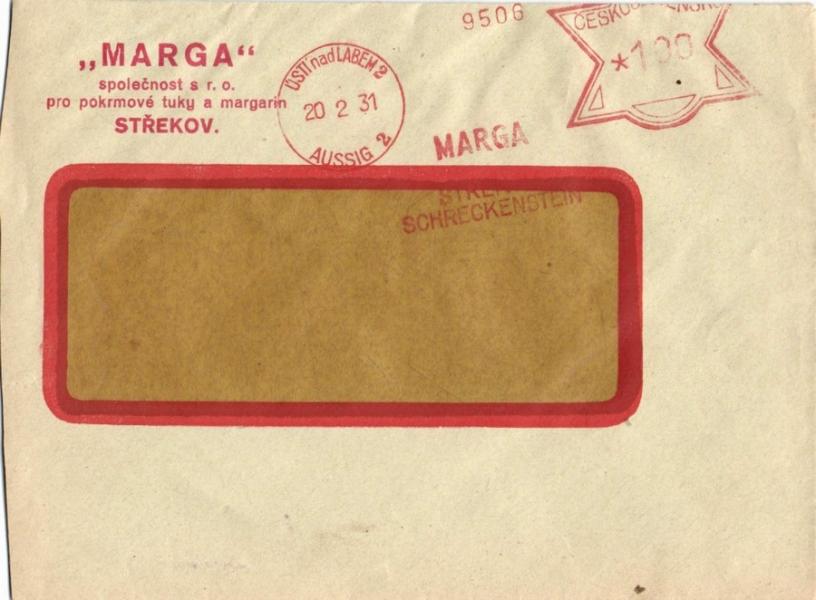 „MARGA“
společnost s r. o.
pro pokrmové tuky a margarin
STŘEKOV.
ÚSTÍ nad LABEM 2
20 2 31
AUSSIG 2
9506
*100
MARGA
SCHRECKENSTEIN